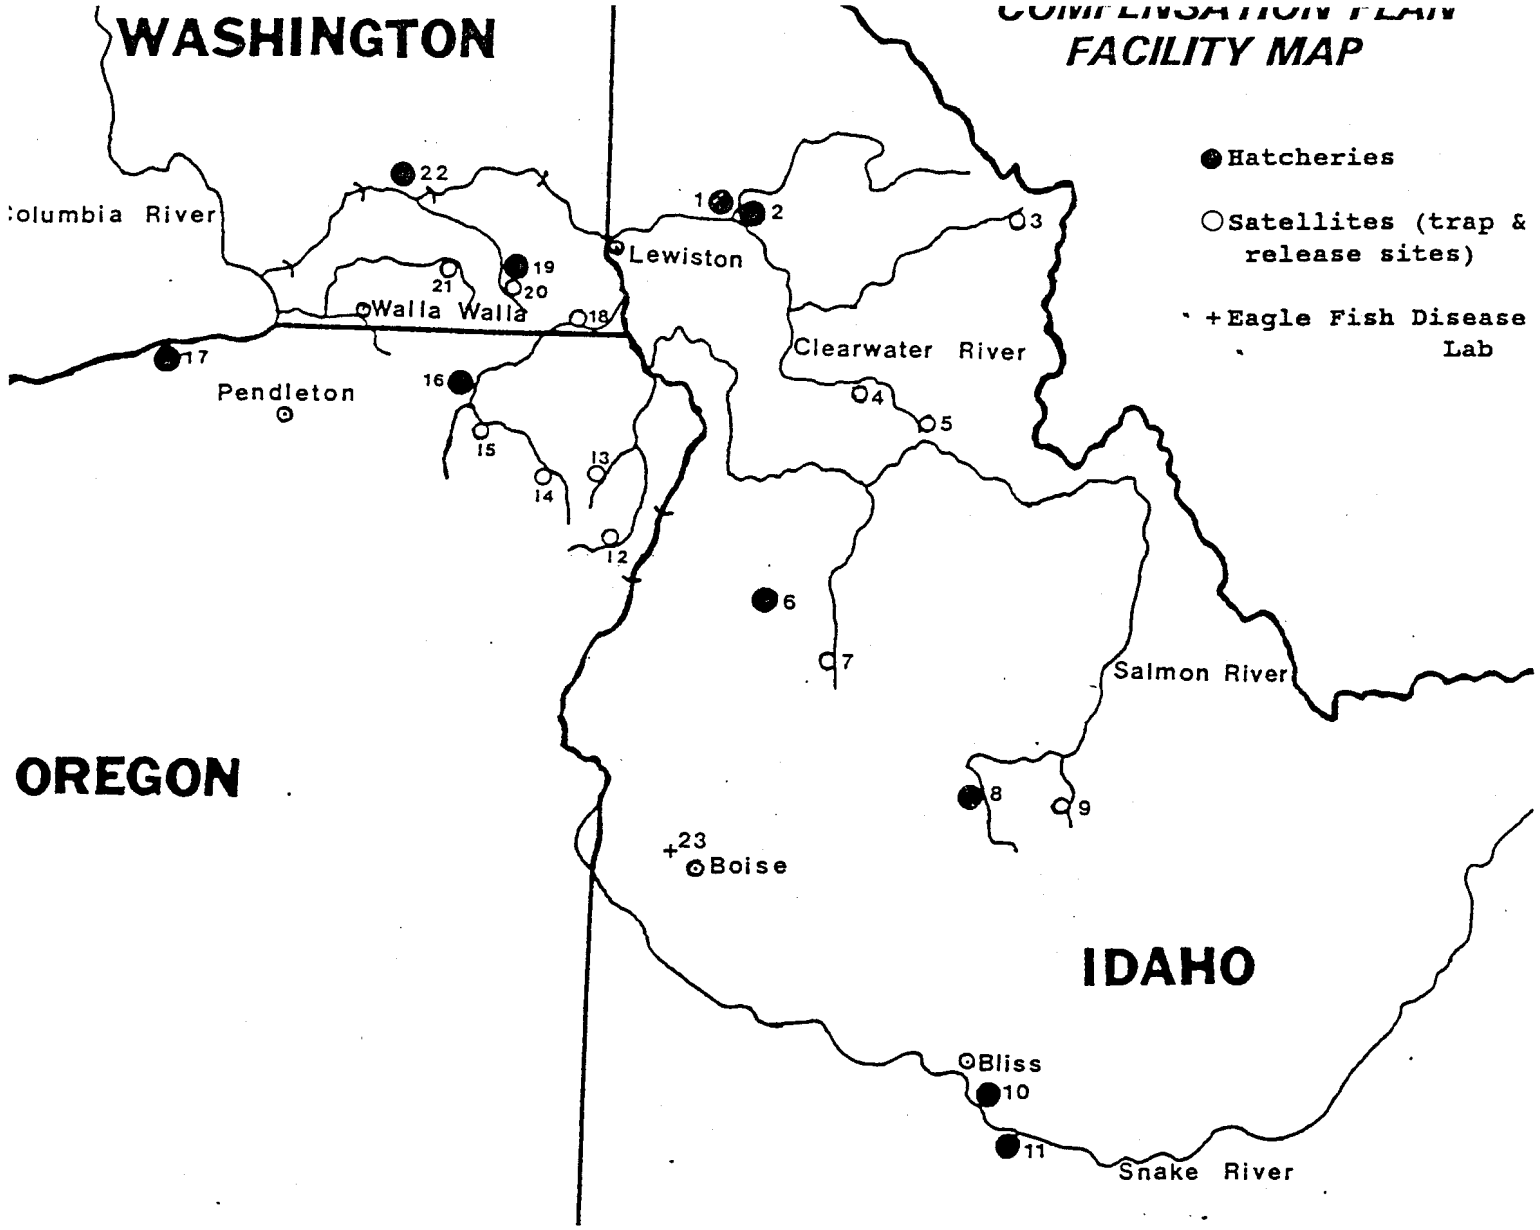 WASHINGTON
COMPENSATION PLAN
FACILITY MAP
Hatcheries
Satellites (trap &
release sites)
+Eagle Fish Disease
Lab
22
1
2
3
Columbia River
Lewiston
19
20
21
Walla Walla
18
17
Clearwater River
16
Pendleton
4
5
15
13
14
12
6
7
Salmon River
OREGON
8
9
+23
Boise
IDAHO
Bliss
10
11
Snake River